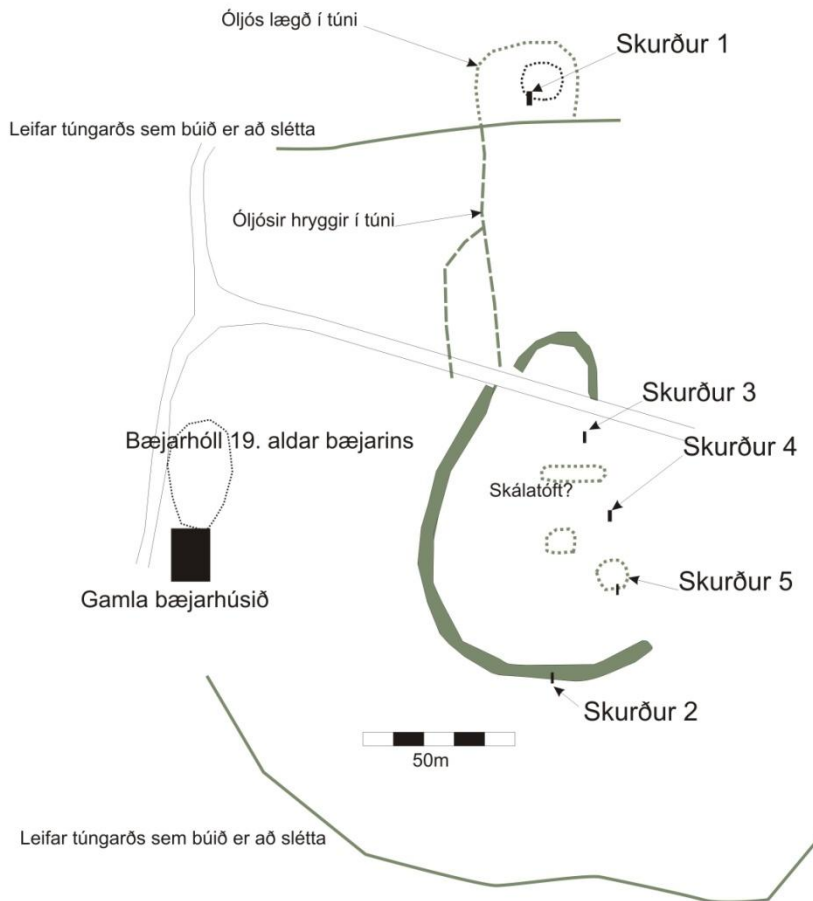 Óljós lægð í túni
Skurður 1
Leifar túngarðs sem búið er að slétta
Óljósir hryggir í túni
Skurður 3
Bæjarhóll 19. aldar bæjarins
Skurður 4
Skálatóft?
Skurður 5
Gamla bæjarhúsið
Skurður 2
50m
Leifar túngarðs sem búið er að slétta